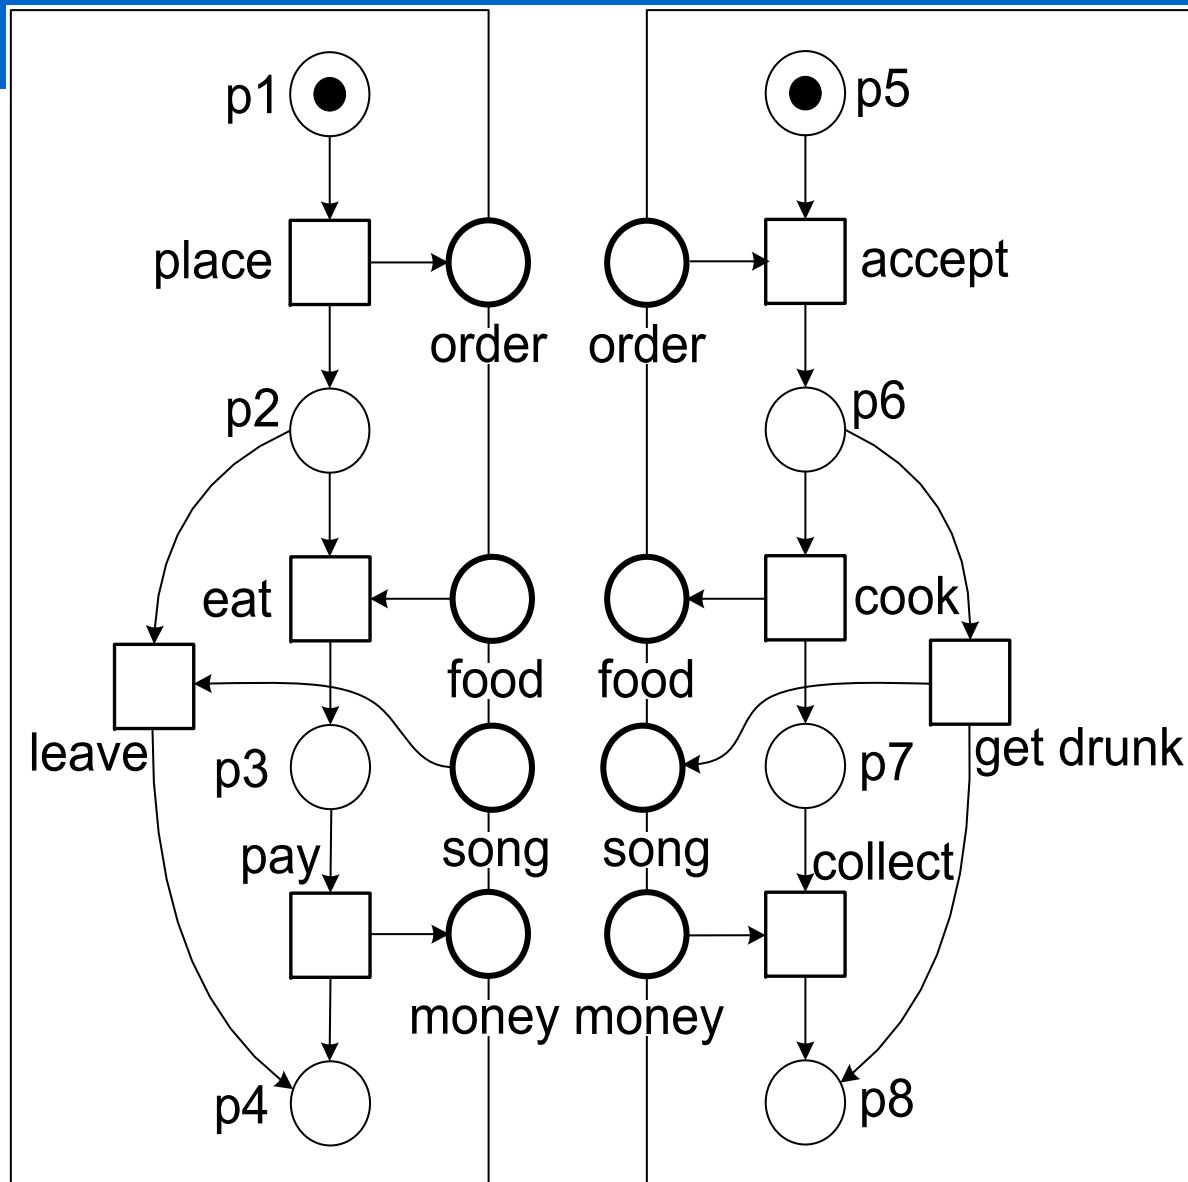 p1
p5
place
accept
order
order
p2
p6
eat
cook
food
food
leave
get drunk
p3
p7
song
song
pay
collect
money
money
p4
p8